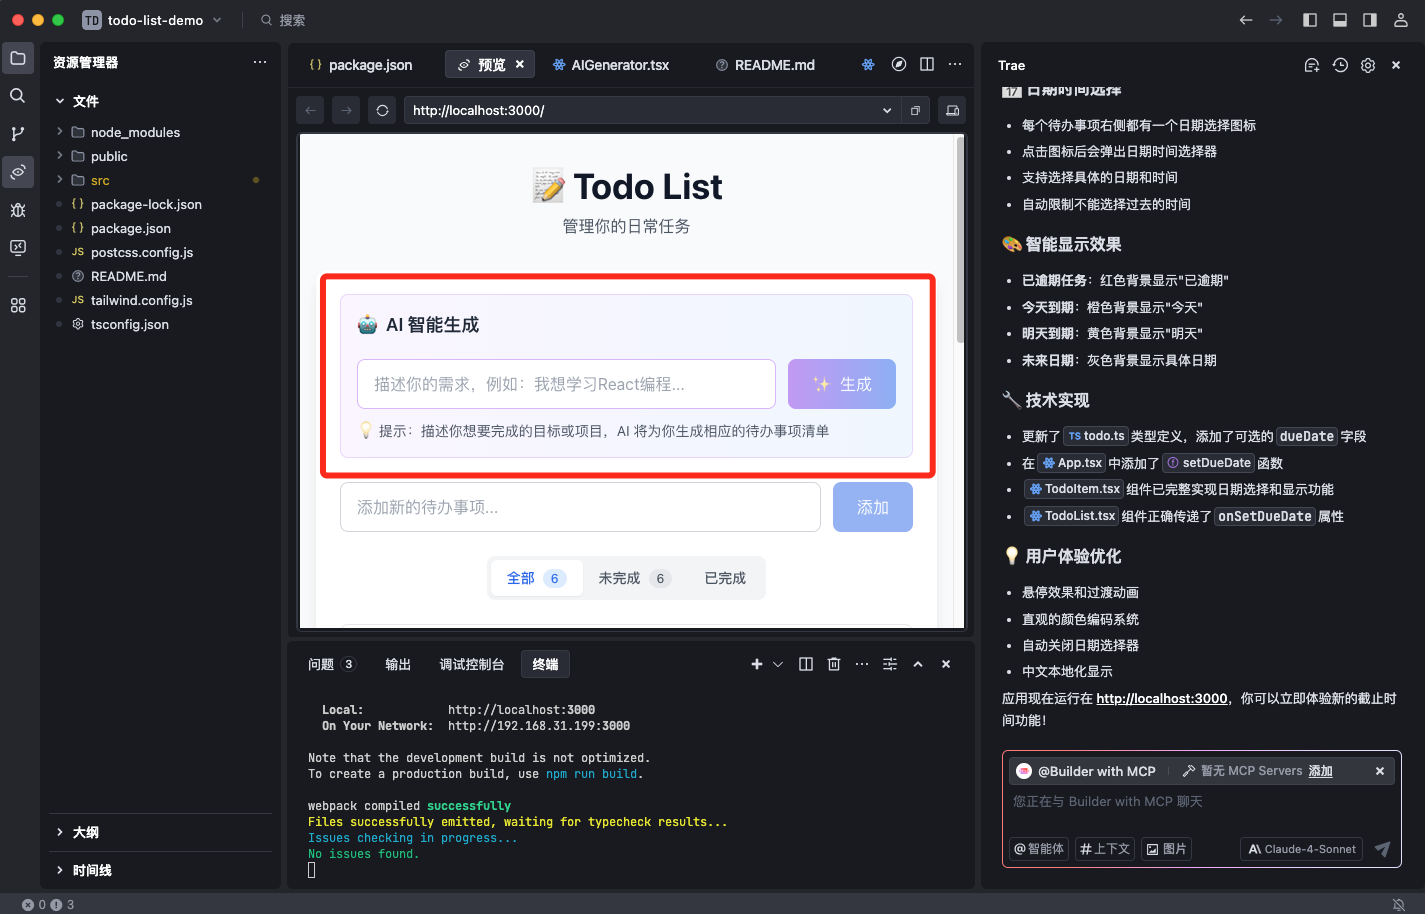 TD todo-list-demo
搜索
资源管理器
文件
node_modules
public
src
{} package-lock.json
{} package.json
JS postcss.config.js
README.md
JS tailwind.config.js
tsconfig.json
大纲
时间线
{} package.json
预览
AIGenerator.tsx
README.md
http://localhost:3000/
Todo List
管理你的日常任务
AI 智能生成
描述你的需求，例如：我想学习React编程...
✨ 生成
提示：描述你想要完成的目标或项目，AI 将为你生成相应的待办事项清单
添加新的待办事项...
添加
全部 6
未完成 6
已完成
问题 3
输出
调试控制台
终端
Local: http://localhost:3000
On Your Network: http://192.168.31.199:3000
Note that the development build is not optimized.
To create a production build, use npm run build.
webpack compiled successfully
Files successfully emitted, waiting for typecheck results...
Issues checking in progress...
No issues found.
Trae
17 日期时间选择
• 每个待办事项右侧都有一个日期选择图标
• 点击图标后会弹出日期时间选择器
• 支持选择具体的日期和时间
• 自动限制不能选择过去的时间
🎨 智能显示效果
• 已逾期任务：红色背景显示"已逾期"
• 今天到期：橙色背景显示"今天"
• 明天到期：黄色背景显示"明天"
• 未来日期：灰色背景显示具体日期
🔧 技术实现
• 更新了 TS todo.ts 类型定义，添加了可选的 dueDate 字段
• 在 App.tsx 中添加了 setDueDate 函数
• TodoItem.tsx 组件已完整实现日期选择和显示功能
• TodoList.tsx 组件正确传递了 onSetDueDate 属性
💡 用户体验优化
• 悬停效果和过渡动画
• 直观的颜色编码系统
• 自动关闭日期选择器
• 中文本地化显示
应用现在运行在 http://localhost:3000，你可以立即体验新的截止时
间功能！
@Builder with MCP
暂无 MCP Servers 添加
您正在与 Builder with MCP 聊天
@智能体
#上下文
图片
Claude-4-Sonnet
0
3